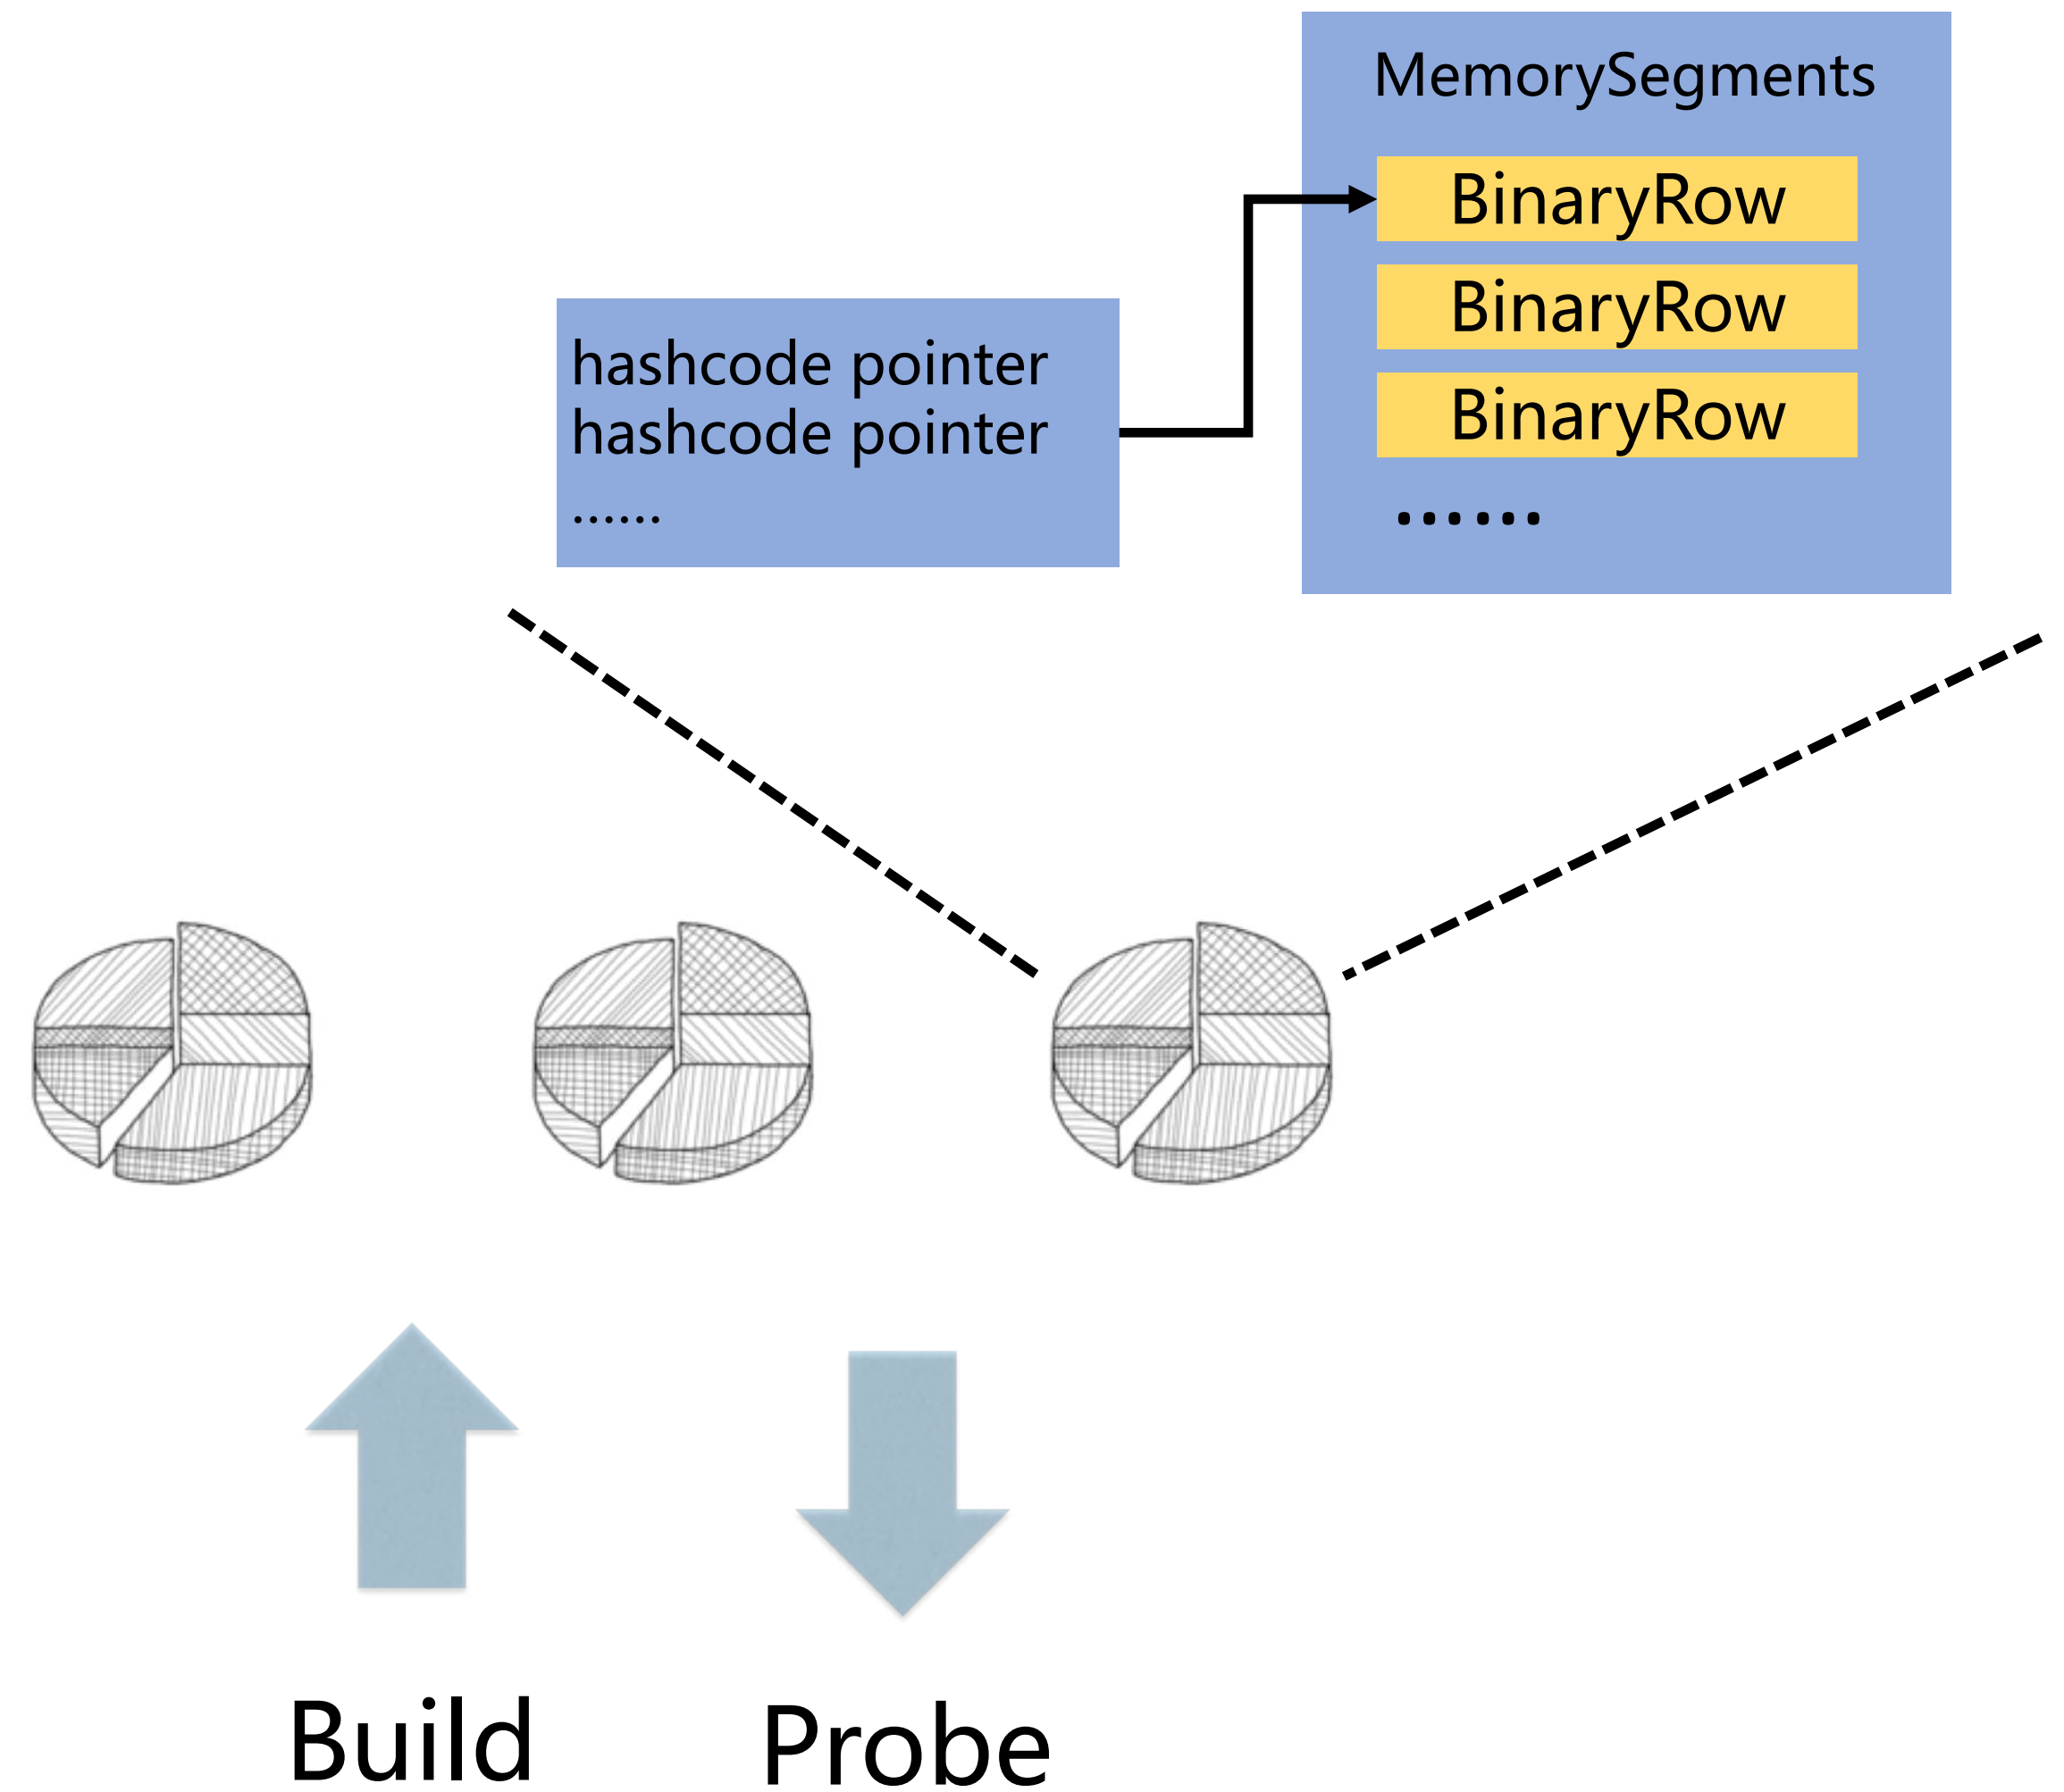 MemorySegments
BinaryRow
BinaryRow
BinaryRow
......
hashcode pointer
hashcode pointer
......
Build
Probe